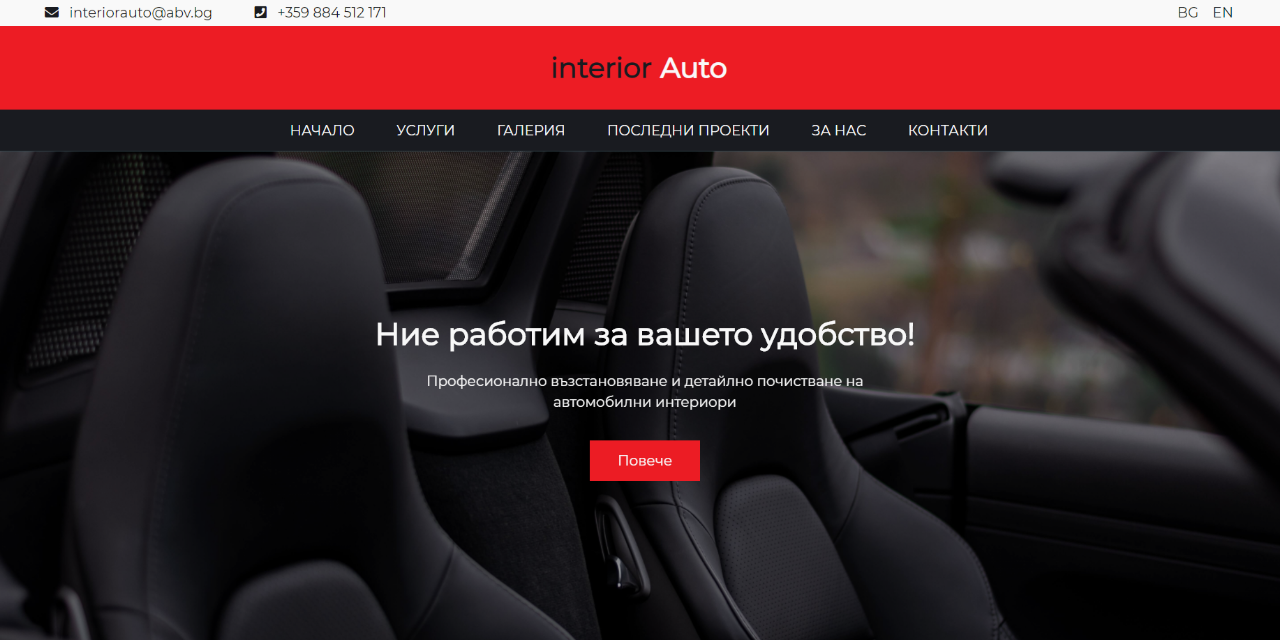 interiorauto@abv.bg +359 884 512 171 BG EN
interior Auto
НАЧАЛО УСЛУГИ ГАЛЕРИЯ ПОСЛЕДНИ ПРОЕКТИ ЗА НАС КОНТАКТИ
Ние работим за вашето удобство!
Професионално възстановяване и детайлно почистване на
автомобилни интериори
Повече